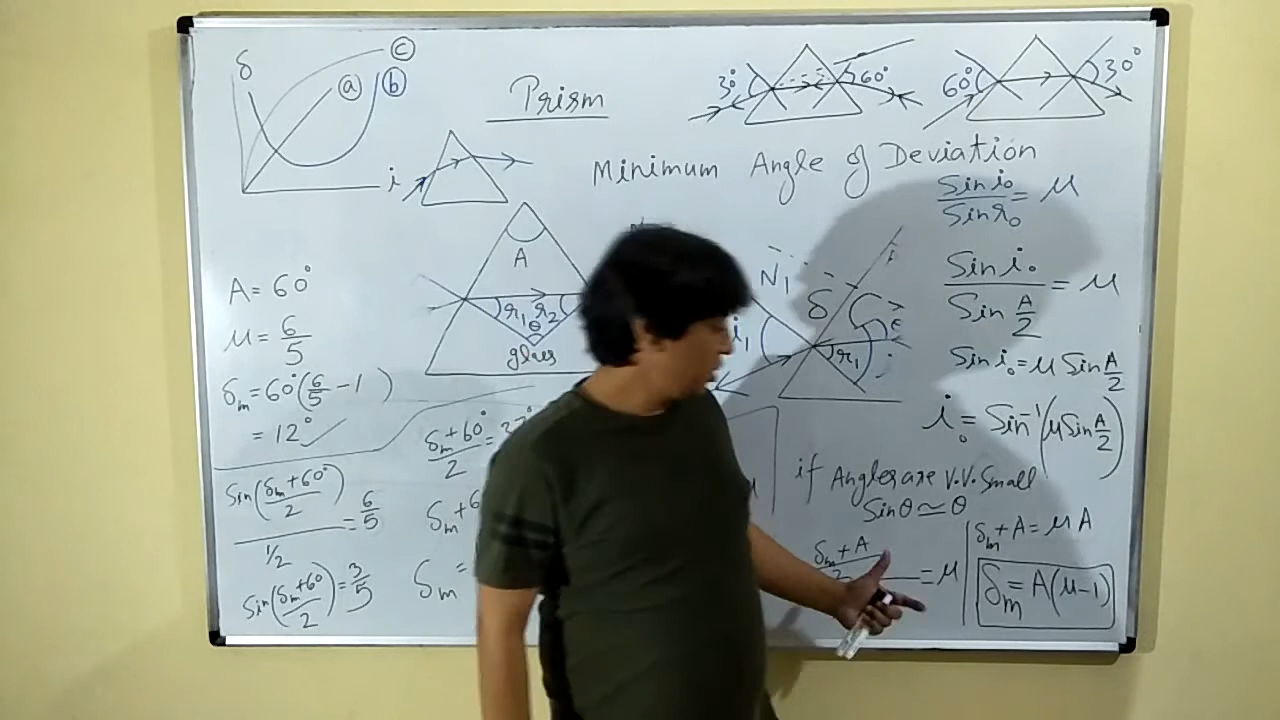 Prism
Minimum Angle of Deviation
δ
i
ⓐ
ⓑ
ⓒ
30°
60°
60°
30°
A
r₁ r₂
θ
glass
N₁
i₁
δ
r₁
e
A = 60°
μ = 6/5
δₘ = 60°(6/5 - 1)
= 12° ✓
Sin((δₘ + 60°)/2)
/ 1/2 = 6/5
Sin((δₘ + 60)/2) = 3/5
(δₘ + 60°)/2 = 37°
δₘ + 6
δₘ =
Sin i₀ / Sin r₀ = μ
Sin i₀ / Sin A/2 = μ
Sin i₀ = μ Sin A/2
i₀ = Sin⁻¹(μ Sin A/2)
if Angles are V.V. Small
Sin θ ≃ θ
(δₘ + A)/2
= μ
δₘ + A = μ A
δₘ = A(μ - 1)